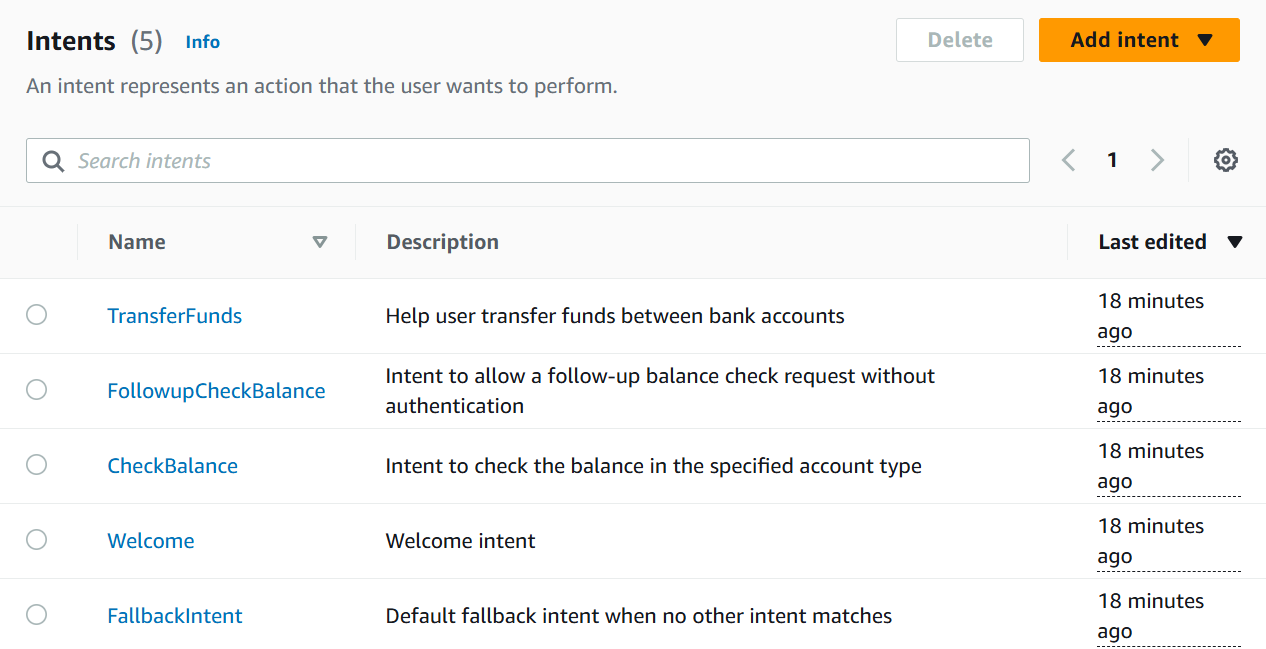 Intents (5) Info
Delete
Add intent
An intent represents an action that the user wants to perform.
Search intents
1
Name
Description
Last edited
TransferFunds
Help user transfer funds between bank accounts
18 minutes
ago
FollowupCheckBalance
Intent to allow a follow-up balance check request without
authentication
18 minutes
ago
CheckBalance
Intent to check the balance in the specified account type
18 minutes
ago
Welcome
Welcome intent
18 minutes
ago
FallbackIntent
Default fallback intent when no other intent matches
18 minutes
ago